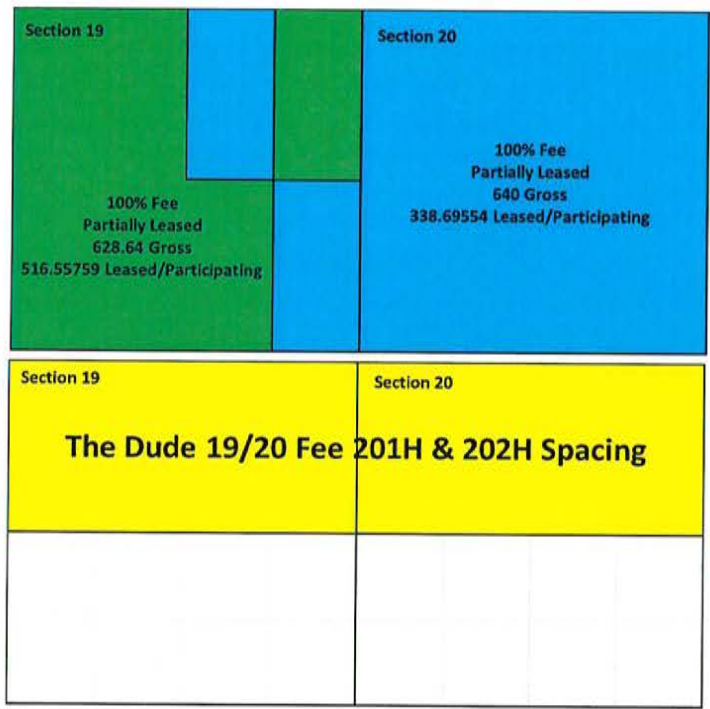 Section 19
Section 20
100% Fee
Partially Leased
640 Gross
338.69554 Leased/Participating
100% Fee
Partially Leased
628.64 Gross
516.55759 Leased/Participating
Section 19
Section 20
The Dude 19/20 Fee 201H & 202H Spacing